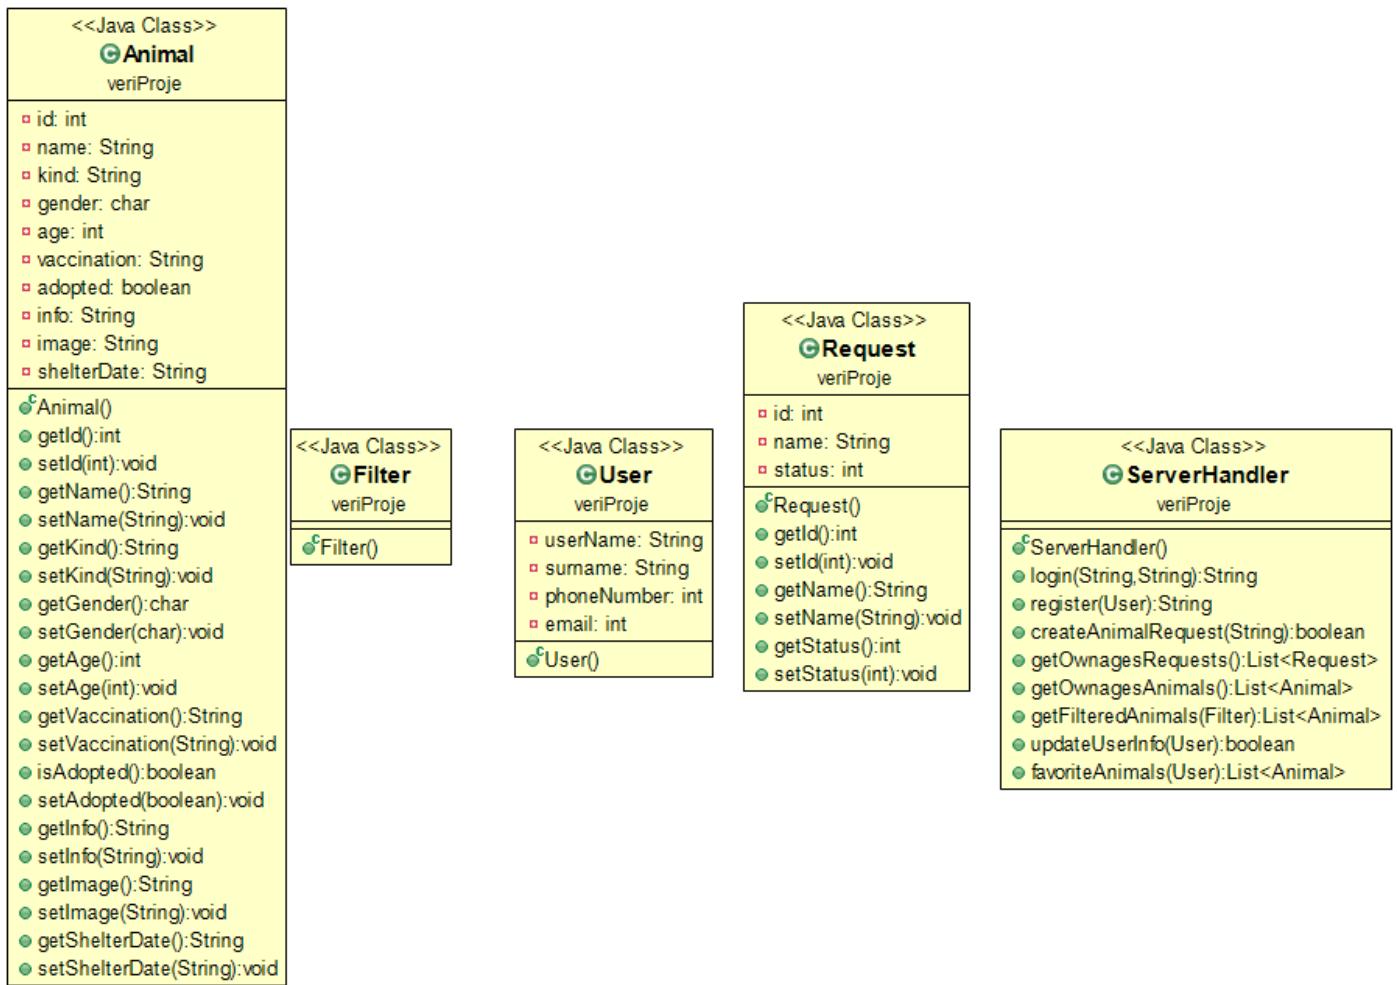 <<Java Class>>
Animal
veriProje
id: int
name: String
kind: String
gender: char
age: int
vaccination: String
adopted: boolean
info: String
image: String
shelterDate: String
Animal()
getId():int
setId(int):void
getName():String
setName(String):void
getKind():String
setKind(String):void
getGender():char
setGender(char):void
getAge():int
setAge(int):void
getVaccination():String
setVaccination(String):void
isAdopted():boolean
setAdopted(boolean):void
getInfo():String
setInfo(String):void
getImage():String
setImage(String):void
getShelterDate():String
setShelterDate(String):void
<<Java Class>>
Filter
veriProje
Filter()
<<Java Class>>
User
veriProje
userName: String
surname: String
phoneNumber: int
email: int
User()
<<Java Class>>
Request
veriProje
id: int
name: String
status: int
Request()
getId():int
setId(int):void
getName():String
setName(String):void
getStatus():int
setStatus(int):void
<<Java Class>>
ServerHandler
veriProje
ServerHandler()
login(String,String):String
register(User):String
createAnimalRequest(String):boolean
getOwnagesRequests():List<Request>
getOwnagesAnimals():List<Animal>
getFilteredAnimals(Filter):List<Animal>
updateUserInfo(User):boolean
favoriteAnimals(User):List<Animal>